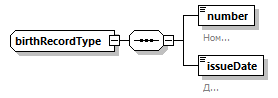 number
birthRecordType
Ном...
issueDate
Д...